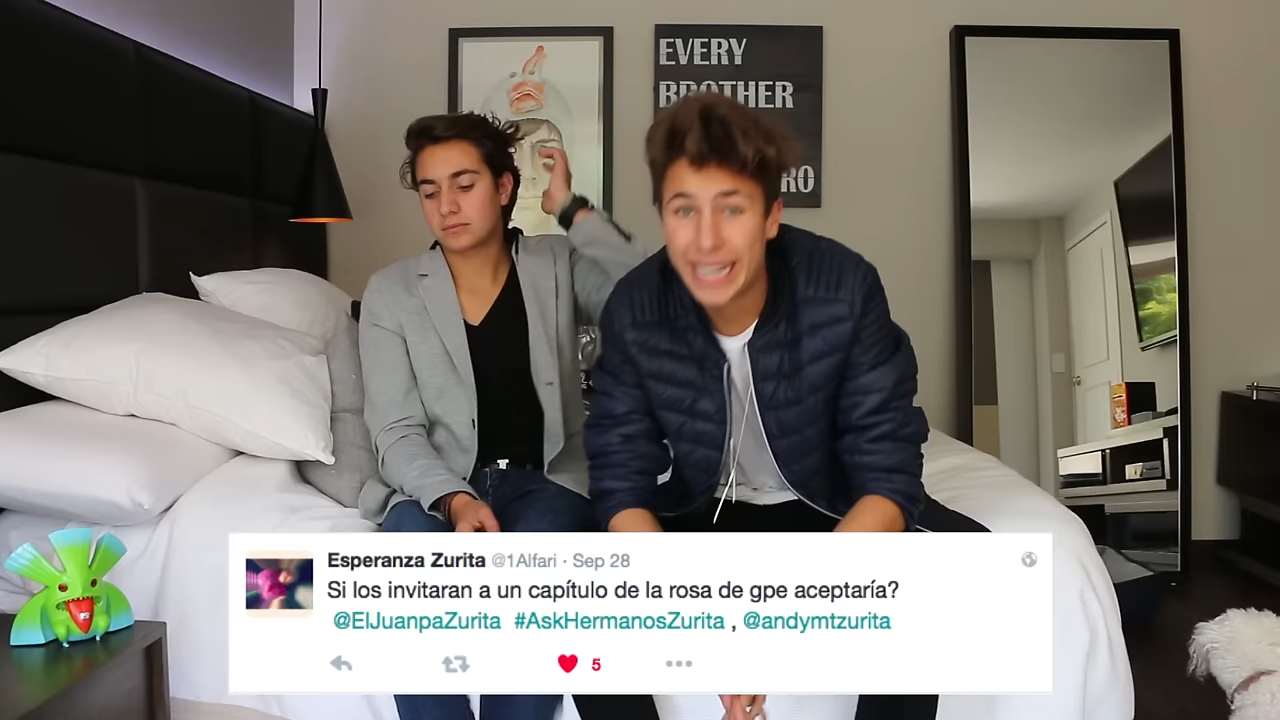 EVERY
BROTHER
RO
Esperanza Zurita @1Alfari · Sep 28
Si los invitaran a un capítulo de la rosa de gpe aceptaría?
@ElJuanpaZurita #AskHermanosZurita , @andymtzurita
5